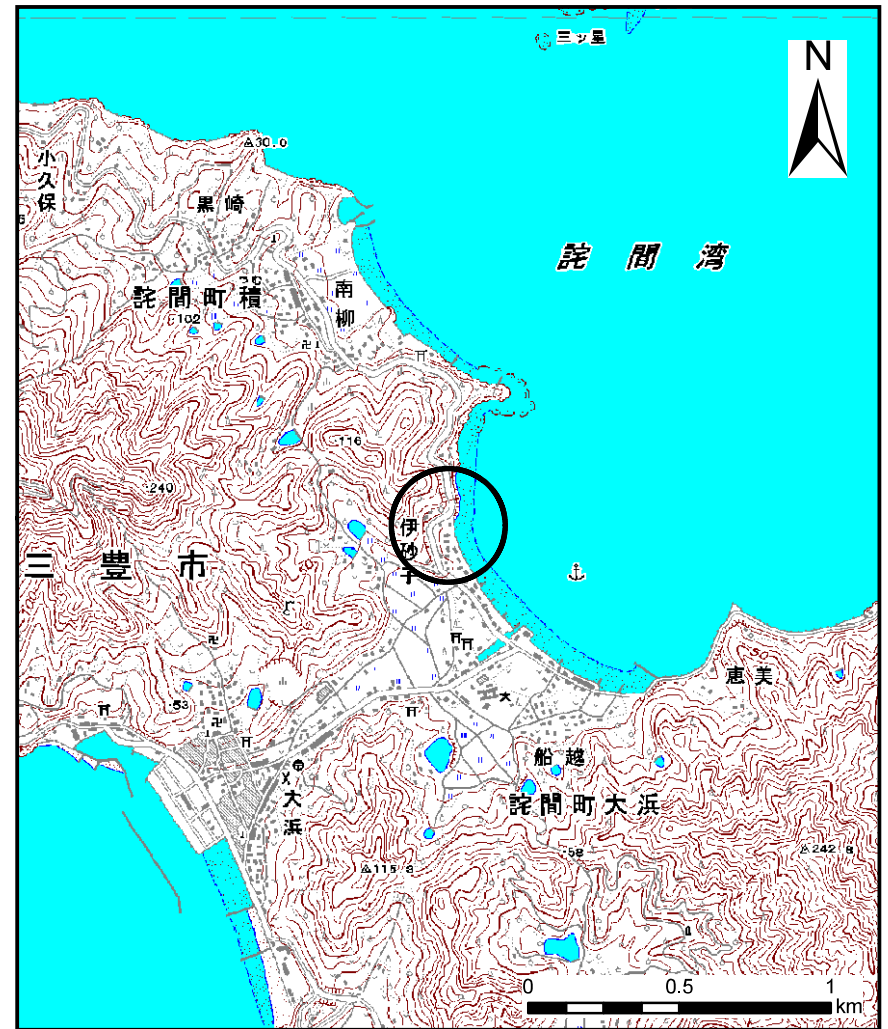 三ッ星
N
小久保
30.0
黒崎
詫間湾
詫間町積
南柳
102
116
240
伊砂子
三豊市
恵美
53
大
船越
大浜
詫間町大浜
115.8
58
242.8
0 0.5 1
km